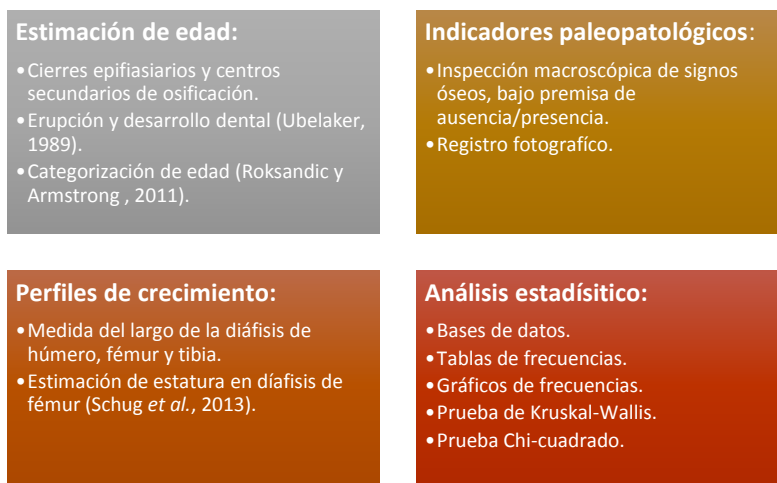 Estimación de edad:
•Cierres epifiasiarios y centros
secundarios de osificación.
•Erupción y desarrollo dental (Ubelaker,
1989).
•Categorización de edad (Roksandic y
Armstrong , 2011).
Indicadores paleopatológicos:
•Inspección macroscópica de signos
óseos, bajo premisa de
ausencia/presencia.
•Registro fotografíco.
Perfiles de crecimiento:
•Medida del largo de la diáfisis de
húmero, fémur y tibia.
•Estimación de estatura en díafisis de
fémur (Schug et al., 2013).
Análisis estadísitico:
•Bases de datos.
•Tablas de frecuencias.
•Gráficos de frecuencias.
•Prueba de Kruskal-Wallis.
•Prueba Chi-cuadrado.